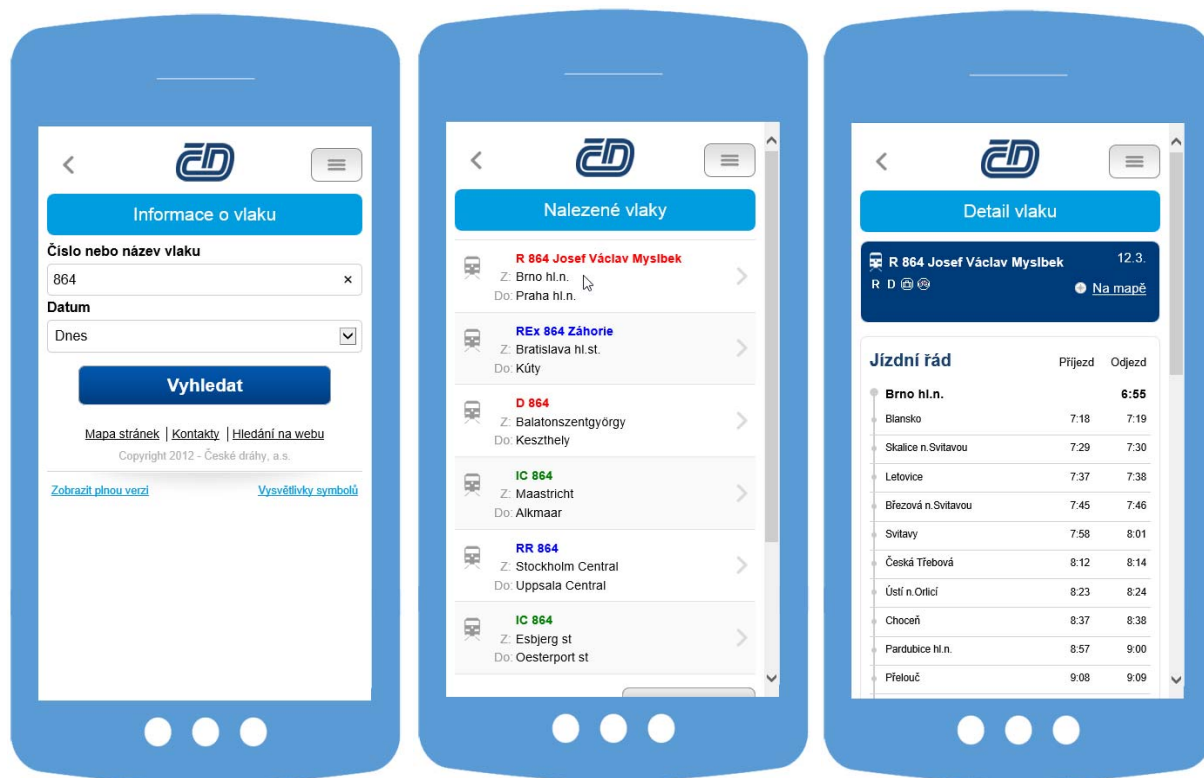 ČD
Informace o vlaku
Číslo nebo název vlaku
864
Datum
Dnes
Vyhledat
Mapa stránek | Kontakty | Hledání na webu
Copyright 2012 - České dráhy, a.s.
Zobrazit plnou verzi Vysvětlivky symbolů
ČD
Nalezené vlaky
R 864 Josef Václav Myslbek
Z: Brno hl.n.
Do: Praha hl.n.
REx 864 Záhorie
Z: Bratislava hl.st.
Do: Kúty
D 864
Z: Balatonszentgyörgy
Do: Keszthely
IC 864
Z: Maastricht
Do: Alkmaar
RR 864
Z: Stockholm Central
Do: Uppsala Central
IC 864
Z: Esbjerg st
Do: Oesterport st
ČD
Detail vlaku
R 864 Josef Václav Myslbek 12.3.
R D Na mapě
Jízdní řád Příjezd Odjezd
Brno hl.n. 6:55
Blansko 7:18 7:19
Skalice n.Svitavou 7:29 7:30
Letovice 7:37 7:38
Březová n.Svitavou 7:45 7:46
Svitavy 7:58 8:01
Česká Třebová 8:12 8:14
Ústí n.Orlicí 8:23 8:24
Choceň 8:37 8:38
Pardubice hl.n. 8:57 9:00
Přelouč 9:08 9:09